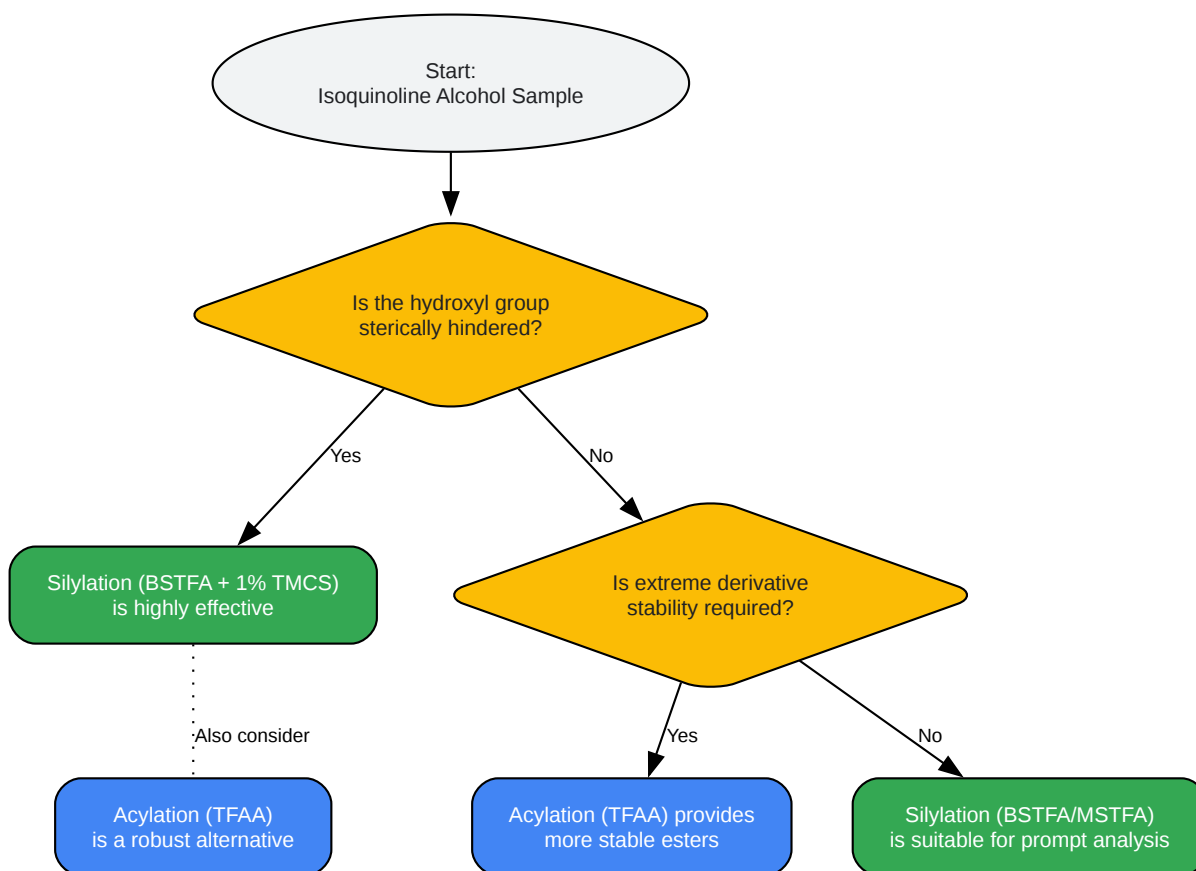 Start:
Isoquinoline Alcohol Sample
Is the hydroxyl group
sterically hindered?
Yes
No
Silylation (BSTFA + 1% TMCS)
is highly effective
Is extreme derivative
stability required?
Also consider
Yes
No
Acylation (TFAA)
is a robust alternative
Acylation (TFAA) provides
more stable esters
Silylation (BSTFA/MSTFA)
is suitable for prompt analysis